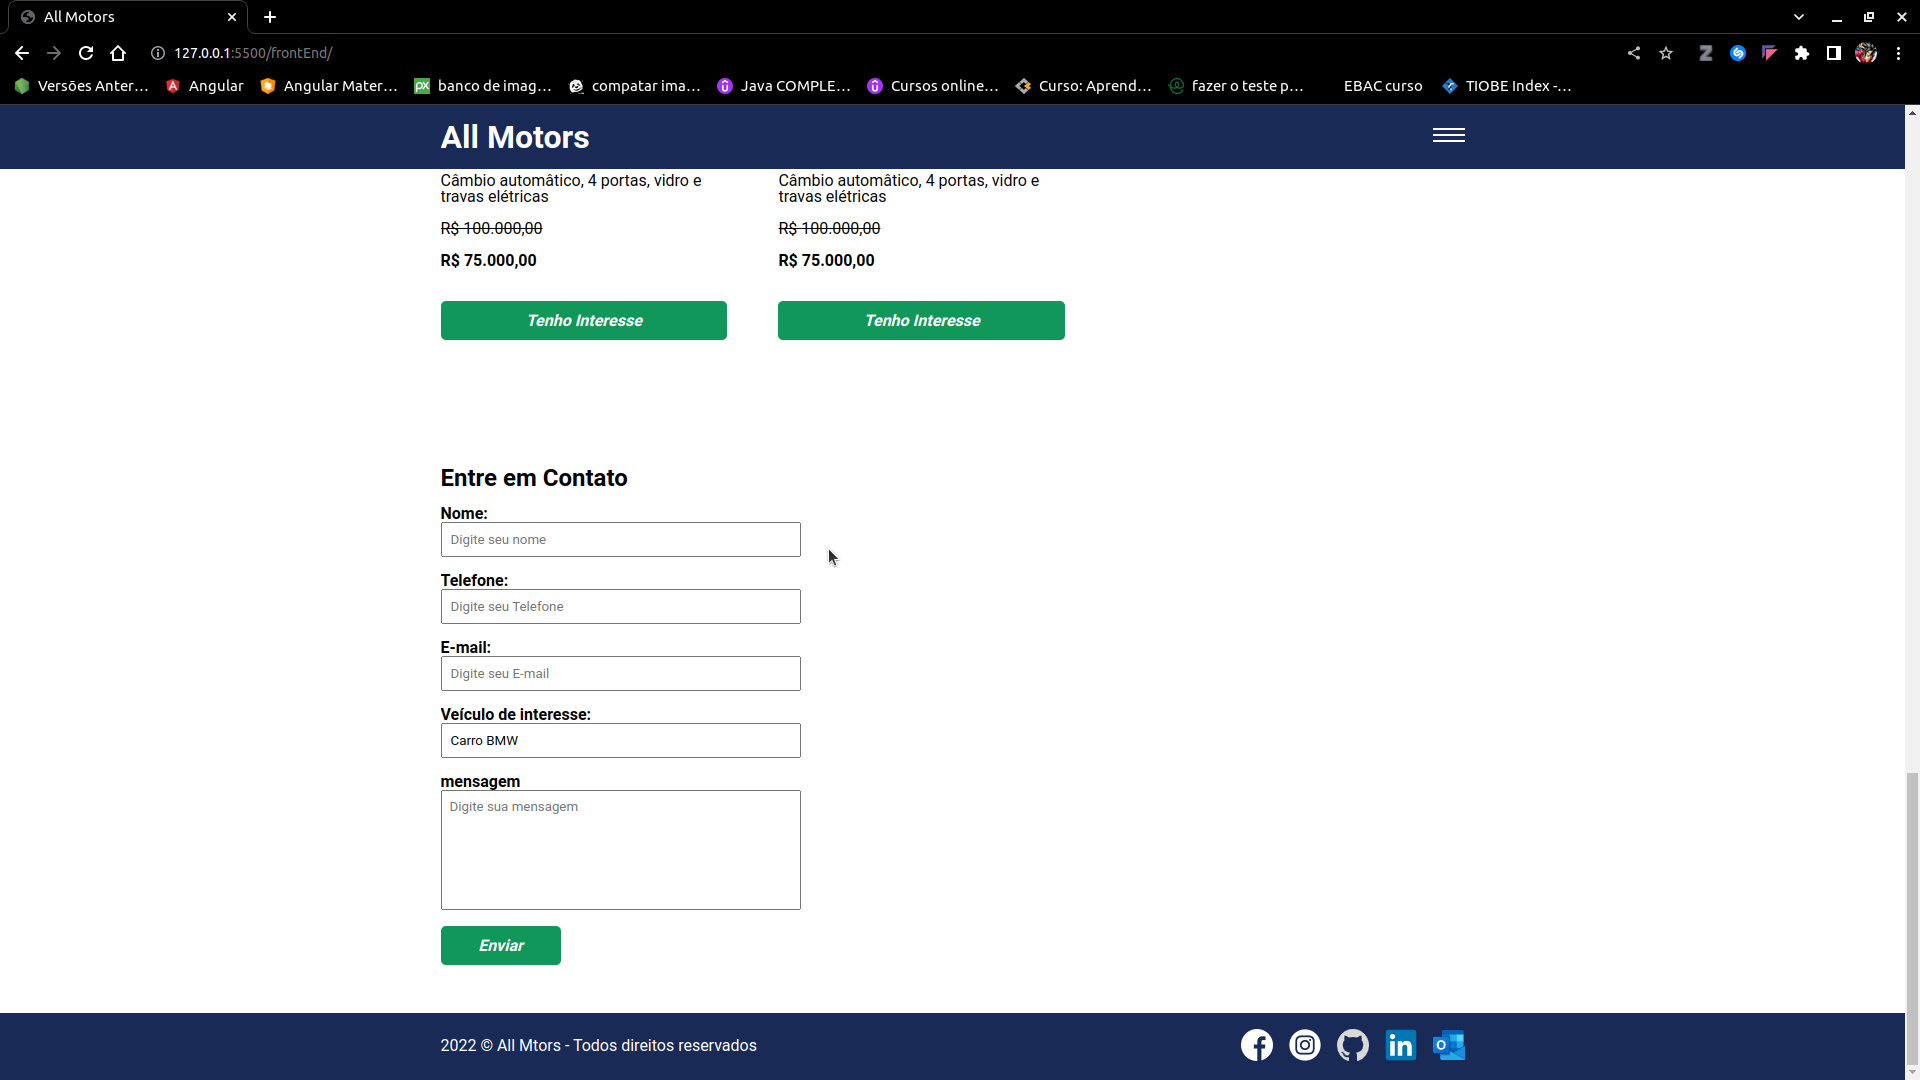 All Motors
127.0.0.1:5500/frontEnd/
Versões Anter... Angular Angular Mater... banco de imag... compatar ima... Java COMPLE... Cursos online... Curso: Aprend... fazer o teste p... EBAC curso TIOBE Index -...
All Motors
Câmbio automâtico, 4 portas, vidro e
travas elétricas
R$ 100.000,00
R$ 75.000,00
Tenho Interesse
Câmbio automâtico, 4 portas, vidro e
travas elétricas
R$ 100.000,00
R$ 75.000,00
Tenho Interesse
Entre em Contato
Nome:
Digite seu nome
Telefone:
Digite seu Telefone
E-mail:
Digite seu E-mail
Veículo de interesse:
Carro BMW
mensagem
Digite sua mensagem
Enviar
2022 © All Mtors - Todos direitos reservados